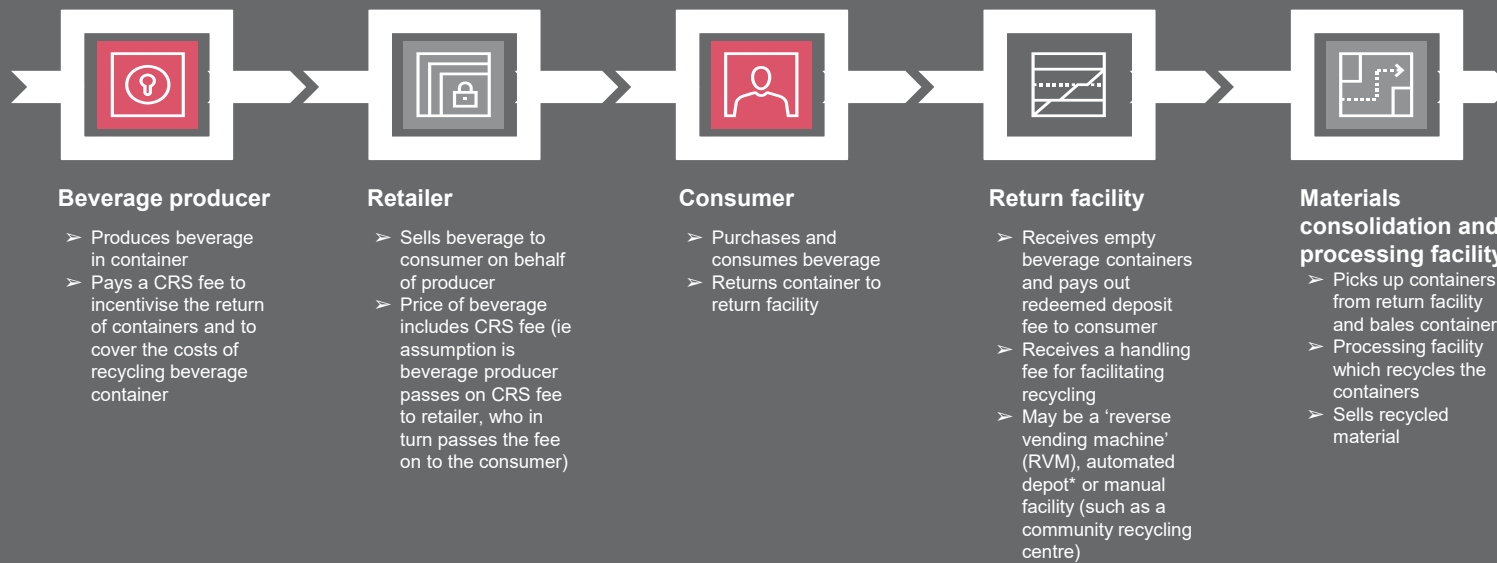 Beverage producer
➢ Produces beverage
in container
➢ Pays a CRS fee to
incentivise the return
of containers and to
cover the costs of
recycling beverage
container
Retailer
➢ Sells beverage to
consumer on behalf
of producer
➢ Price of beverage
includes CRS fee (ie
assumption is
beverage producer
passes on CRS fee
to retailer, who in
turn passes the fee
on to the consumer)
Consumer
➢ Purchases and
consumes beverage
➢ Returns container to
return facility
Return facility
➢ Receives empty
beverage containers
and pays out
redeemed deposit
fee to consumer
➢ Receives a handling
fee for facilitating
recycling
➢ May be a ‘reverse
vending machine’
(RVM), automated
depot* or manual
facility (such as a
community recycling
centre)
Materials
consolidation and
processing facility
➢ Picks up containers
from return facility
and bales container
➢ Processing facility
which recycles the
containers
➢ Sells recycled
material